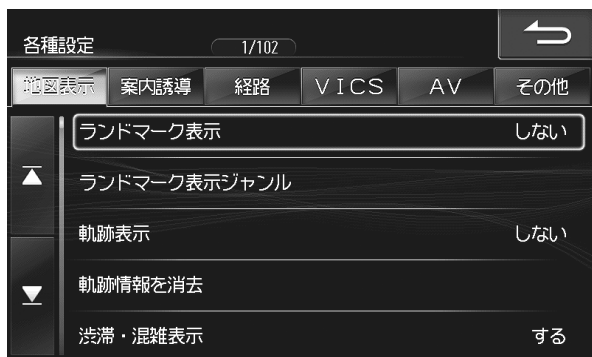 各種設定 1/102
地図表示 案内誘導 経路 VICS AV その他
ランドマーク表示 しない
ランドマーク表示ジャンル
軌跡表示 しない
軌跡情報を消去
渋滞・混雑表示 する